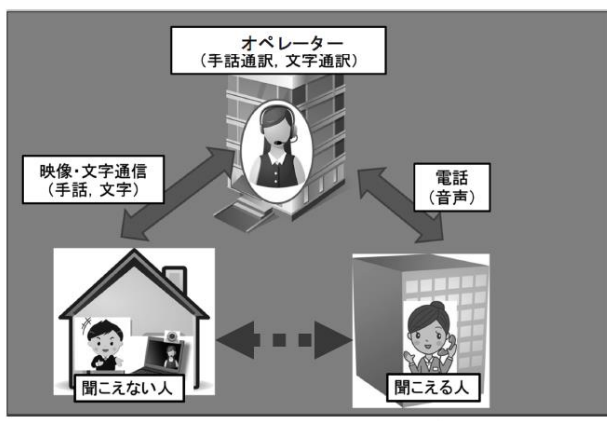 オペレーター
(手話通訳, 文字通訳)
映像・文字通信
(手話, 文字)
電話
(音声)
聞こえない人
聞こえる人